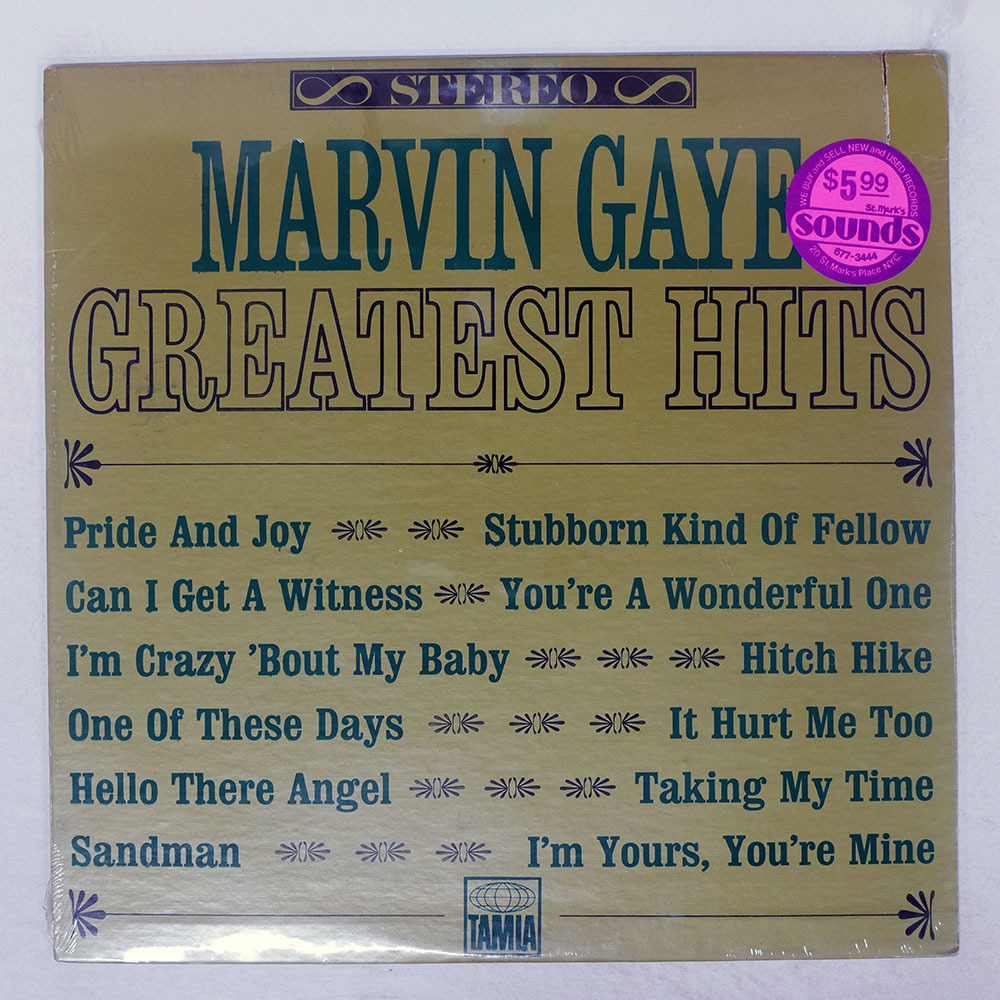 STEREO
MARVIN GAYE
GREATEST HITS
WE BUY and SELL NEW and USED RECORDS
$5.99
St. Mark's
Sounds
677-3444
20 St. Mark's Place NYC
Pride And Joy Stubborn Kind Of Fellow
Can I Get A Witness You're A Wonderful One
I'm Crazy 'Bout My Baby Hitch Hike
One Of These Days It Hurt Me Too
Hello There Angel Taking My Time
Sandman I'm Yours, You're Mine
TAMLA